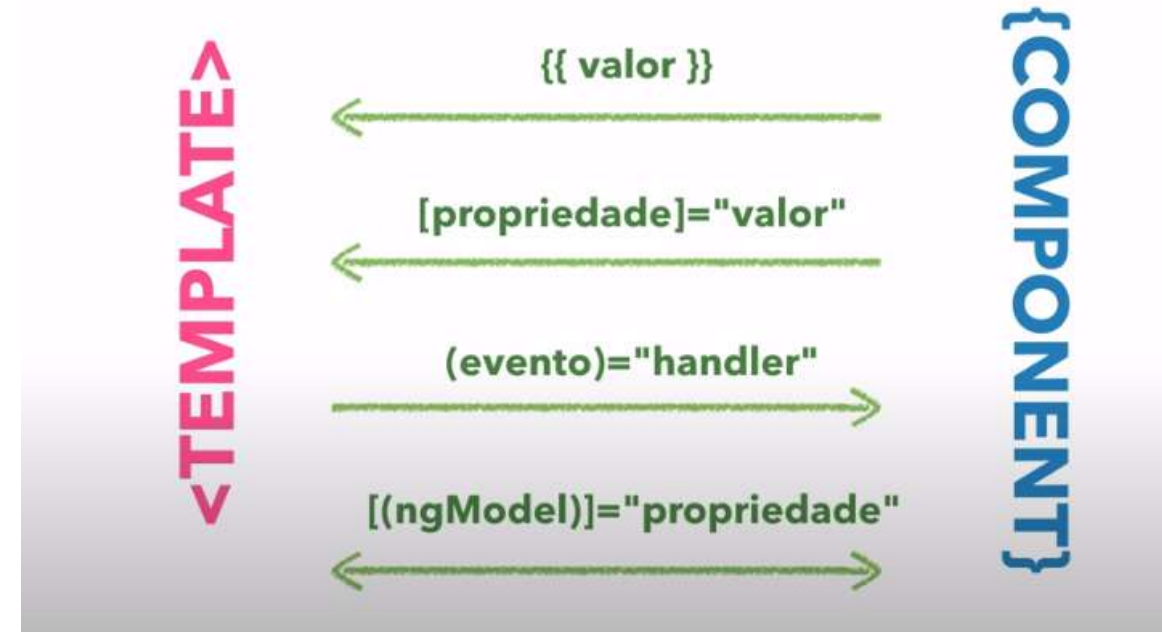 <TEMPLATE>
{{ valor }}
[propriedade]="valor"
(evento)="handler"
[(ngModel)]="propriedade"
{COMPONENT}